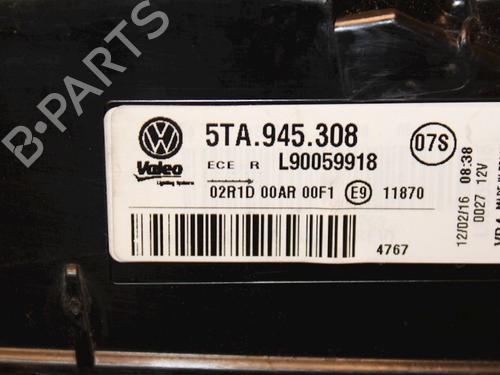 5TA.945.308
07S
Valeo
Lighting Systems
ECE R L90059918
02R1D 00AR 00F1 E9 11870
4767
12/02/16 08:38
0027 12V